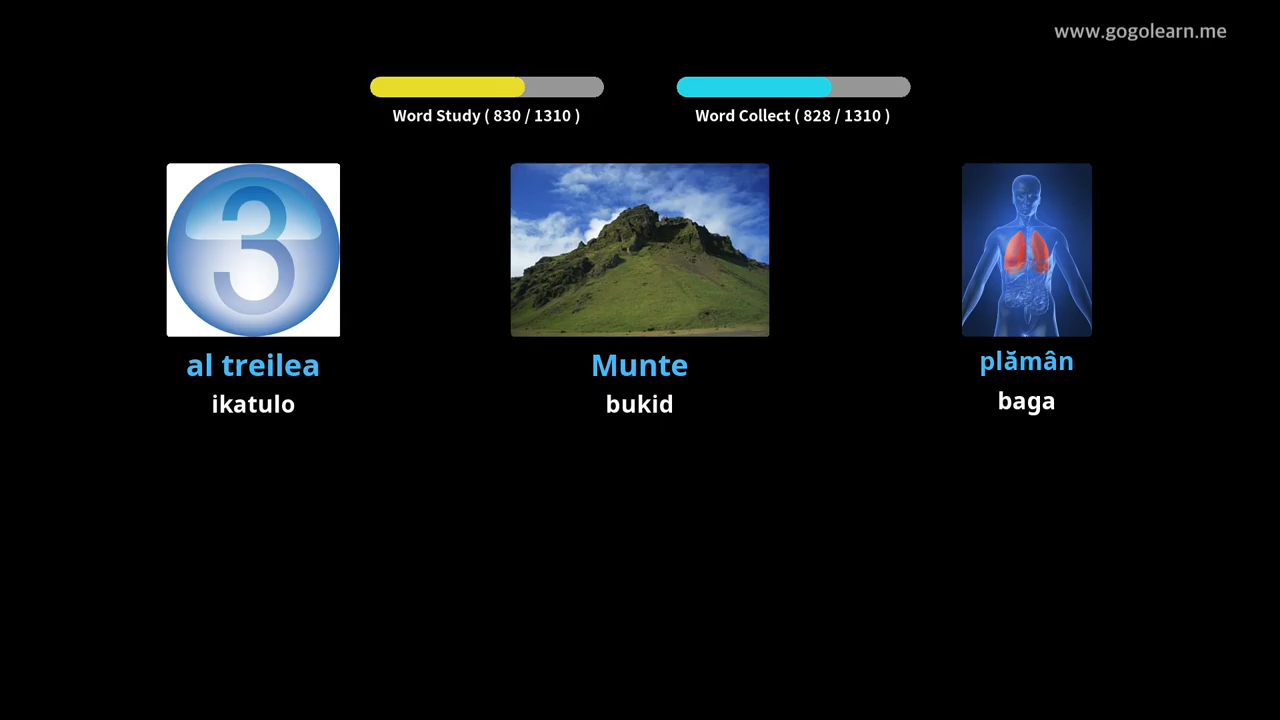 www.gogolearn.me
Word Study ( 830 / 1310 )
Word Collect ( 828 / 1310 )
3
al treilea
ikatulo
Munte
bukid
plămân
baga